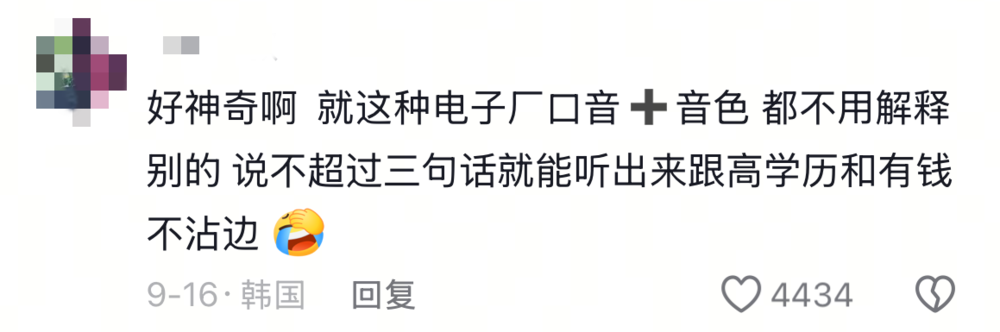 好神奇啊 就这种电子厂口音➕音色 都不用解释
别的 说不超过三句话就能听出来跟高学历和有钱
不沾边 🤣
9-16·韩国 回复 4434